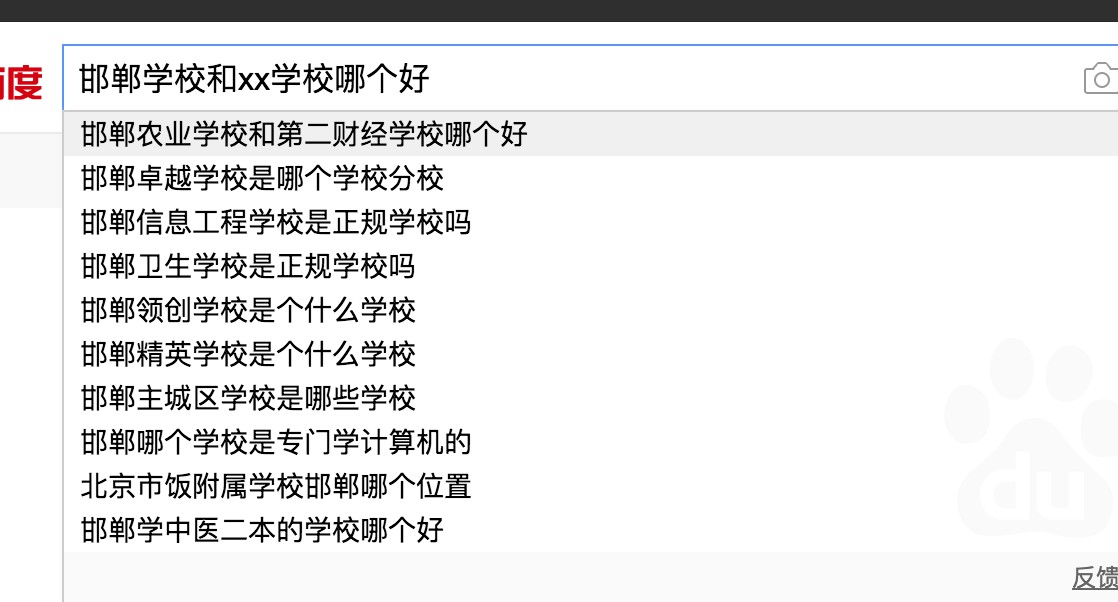 度
邯郸学校和xx学校哪个好
邯郸农业学校和第二财经学校哪个好
邯郸卓越学校是哪个学校分校
邯郸信息工程学校是正规学校吗
邯郸卫生学校是正规学校吗
邯郸领创学校是个什么学校
邯郸精英学校是个什么学校
邯郸主城区学校是哪些学校
邯郸哪个学校是专门学计算机的
北京市饭附属学校邯郸哪个位置
邯郸学中医二本的学校哪个好
du
反馈